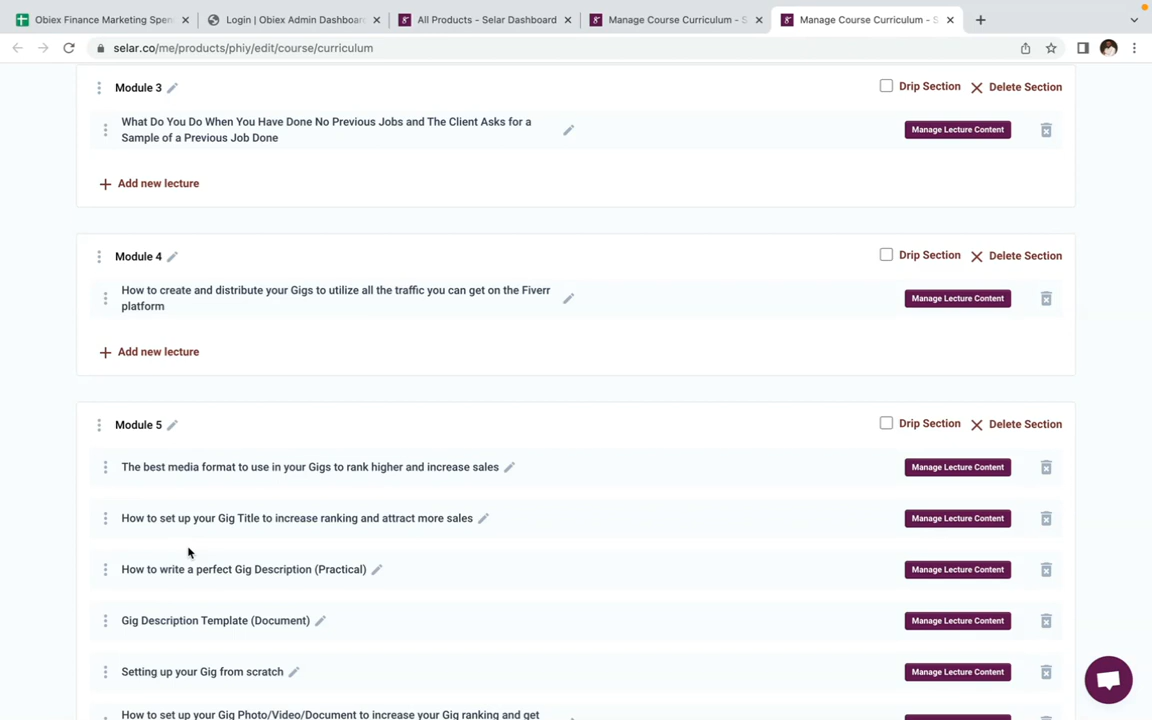 Obiex Finance Marketing Spen
Login | Obiex Admin Dashboar
All Products - Selar Dashboard
Manage Course Curriculum - S
Manage Course Curriculum - S
selar.co/me/products/phiy/edit/course/curriculum
Module 3
Drip Section
Delete Section
What Do You Do When You Have Done No Previous Jobs and The Client Asks for a
Sample of a Previous Job Done
Manage Lecture Content
Add new lecture
Module 4
Drip Section
Delete Section
How to create and distribute your Gigs to utilize all the traffic you can get on the Fiverr
platform
Manage Lecture Content
Add new lecture
Module 5
Drip Section
Delete Section
The best media format to use in your Gigs to rank higher and increase sales
Manage Lecture Content
How to set up your Gig Title to increase ranking and attract more sales
Manage Lecture Content
How to write a perfect Gig Description (Practical)
Manage Lecture Content
Gig Description Template (Document)
Manage Lecture Content
Setting up your Gig from scratch
Manage Lecture Content
How to set up your Gig Photo/Video/Document to increase your Gig ranking and get